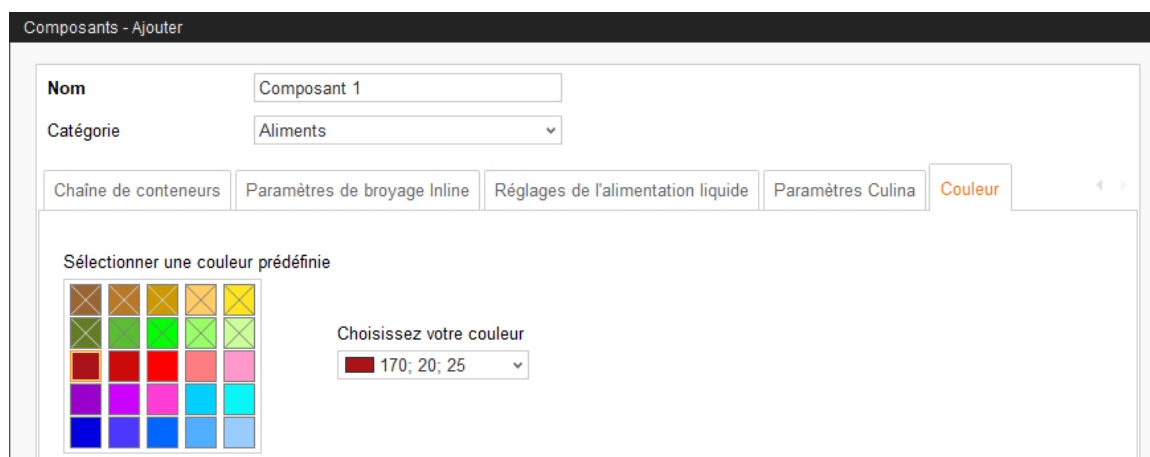 Composants - Ajouter
Nom Composant 1
Catégorie Aliments
Chaîne de conteneurs Paramètres de broyage Inline Réglages de l'alimentation liquide Paramètres Culina Couleur
Sélectionner une couleur prédéfinie
Choisissez votre couleur
170; 20; 25